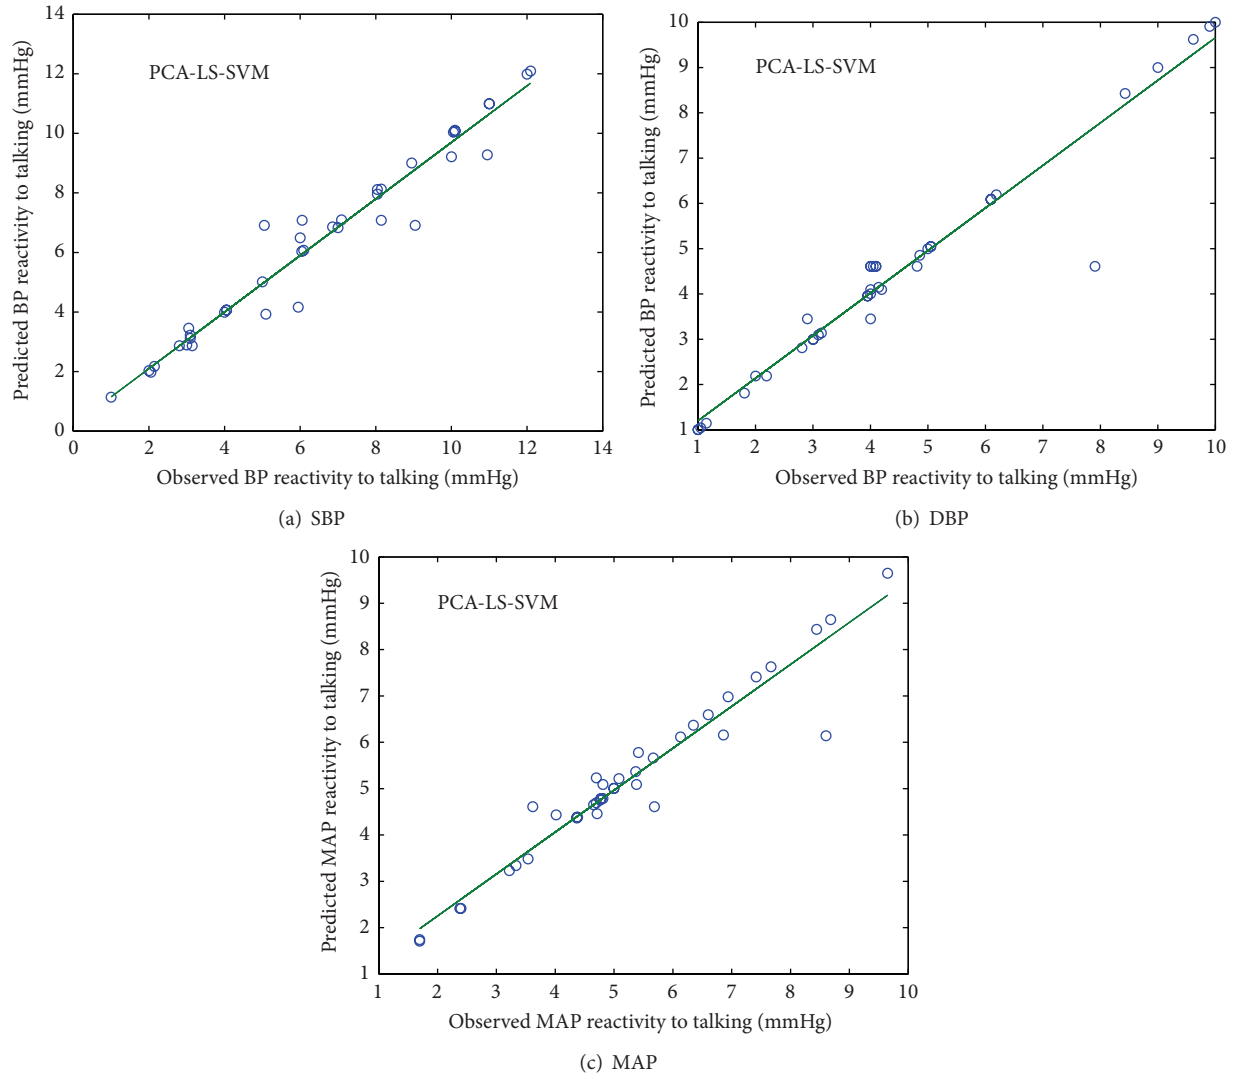 14
12
10
8
6
4
2
0
Predicted BP reactivity to talking (mmHg)
PCA-LS-SVM
0 2 4 6 8 10 12 14
Observed BP reactivity to talking (mmHg)
(a) SBP
10
9
8
7
6
5
4
3
2
1
Predicted BP reactivity to talking (mmHg)
PCA-LS-SVM
1 2 3 4 5 6 7 8 9 10
Observed BP reactivity to talking (mmHg)
(b) DBP
10
9
8
7
6
5
4
3
2
1
Predicted MAP reactivity to talking (mmHg)
PCA-LS-SVM
1 2 3 4 5 6 7 8 9 10
Observed MAP reactivity to talking (mmHg)
(c) MAP